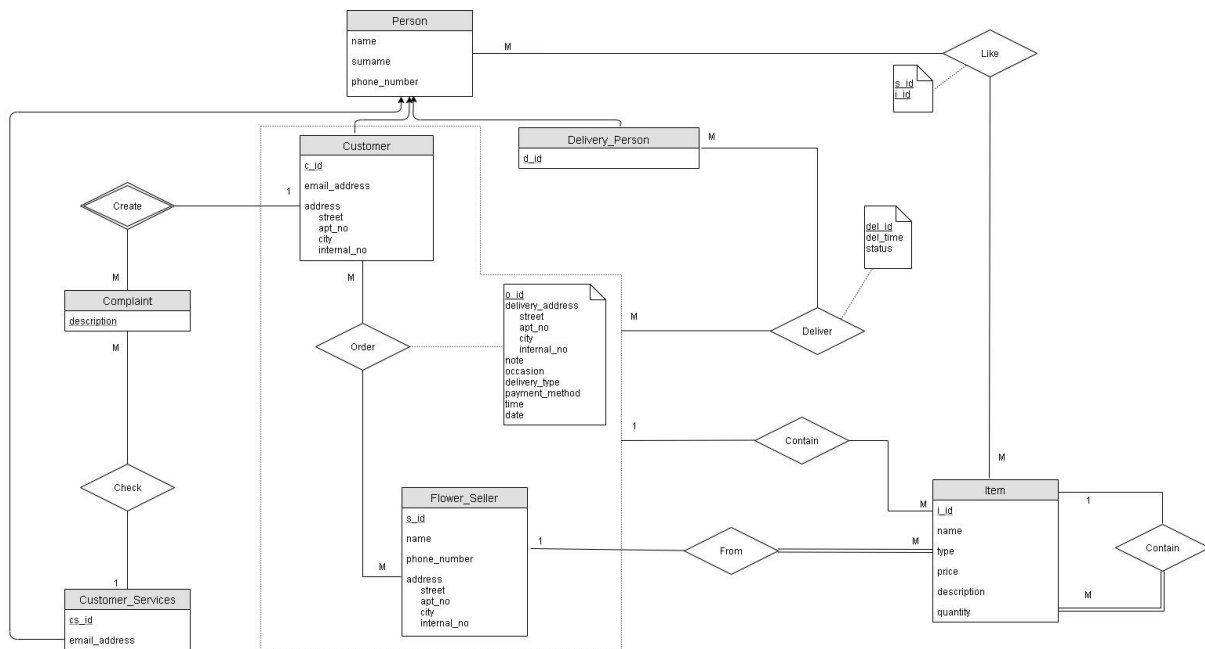 Person
name
surname
phone_number
M
Like
s_id
i_id
Customer
c_id
email_address
address
street
apt_no
city
internal_no
Delivery_Person
d_id
M
Create
1
M
del_id
del_time
status
Complaint
description
M
M
Order
o_id
delivery_address
street
apt_no
city
internal_no
note
occasion
delivery_type
payment_method
time
date
M
Deliver
1
Contain
M
Check
1
Flower_Seller
s_id
name
phone_number
address
street
apt_no
city
internal_no
M
1
From
M
M
Item
i_id
name
type
price
description
quantity
1
Contain
M
Customer_Services
cs_id
email_address